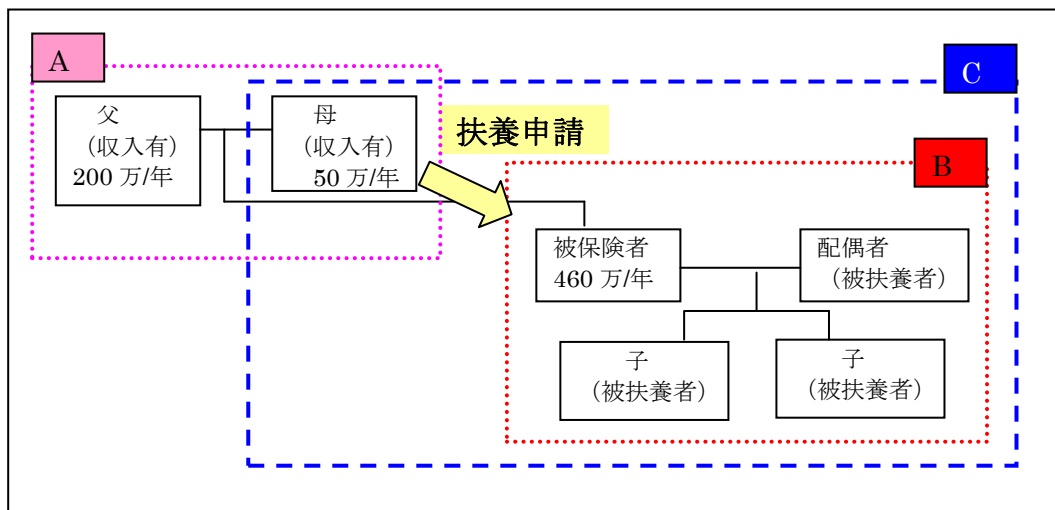 A
C
父
(収入有)
200 万/年
母
(収入有)
50 万/年
扶養申請
B
被保険者
460 万/年
配偶者
(被扶養者)
子
(被扶養者)
子
(被扶養者)